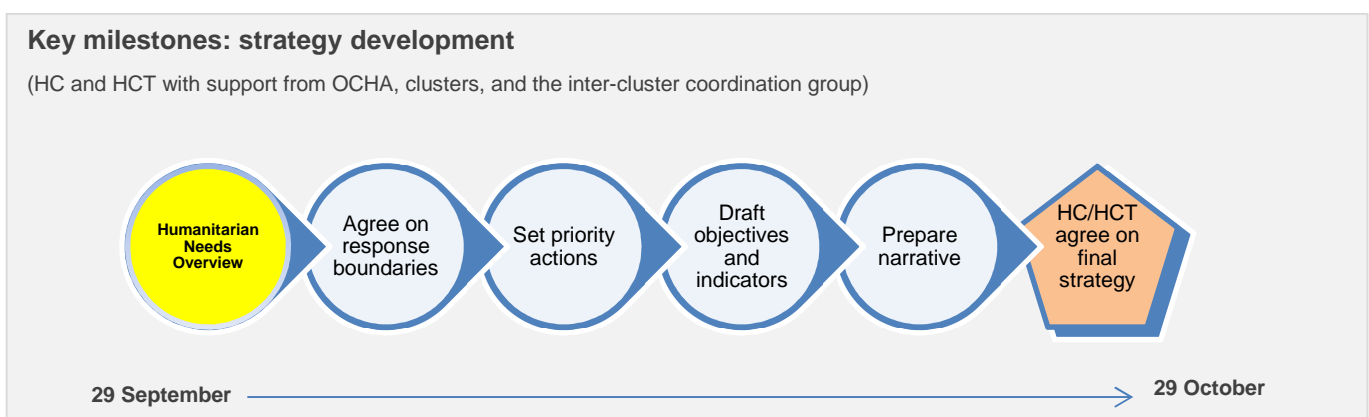 Key milestones: strategy development
(HC and HCT with support from OCHA, clusters, and the inter-cluster coordination group)
Humanitarian
Needs
Overview
Agree on
response
boundaries
Set priority
actions
Draft
objectives
and
indicators
Prepare
narrative
HC/HCT
agree on
final
strategy
29 September
29 October